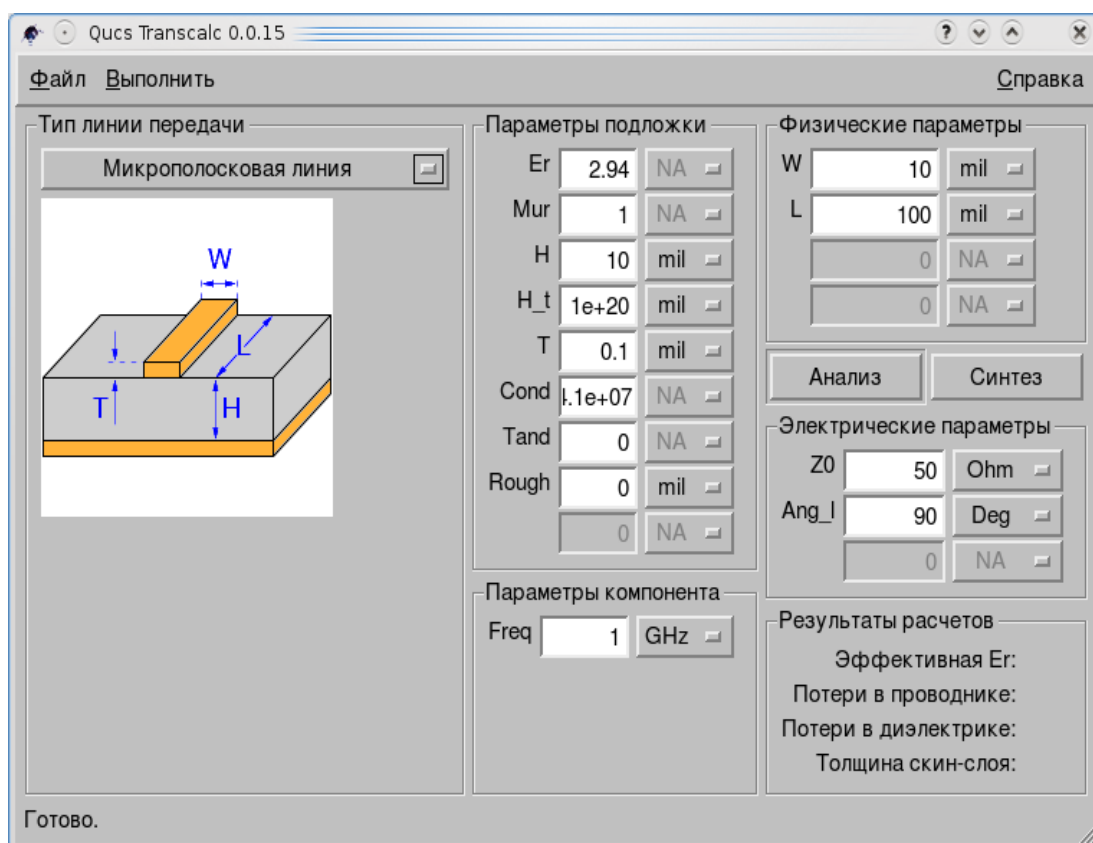 Qucs Transcalc 0.0.15
Файл Выполнить Справка
Тип линии передачи
Микрополосковая линия
W
L
T
H
Параметры подложки
Er 2.94 NA
Mur 1 NA
H 10 mil
H_t 1e+20 mil
T 0.1 mil
Cond 4.1e+07 NA
Tand 0 NA
Rough 0 mil
0 NA
Параметры компонента
Freq 1 GHz
Физические параметры
W 10 mil
L 100 mil
0 NA
0 NA
Анализ Синтез
Электрические параметры
Z0 50 Ohm
Ang_l 90 Deg
0 NA
Результаты расчетов
Эффективная Er:
Потери в проводнике:
Потери в диэлектрике:
Толщина скин-слоя:
Готово.